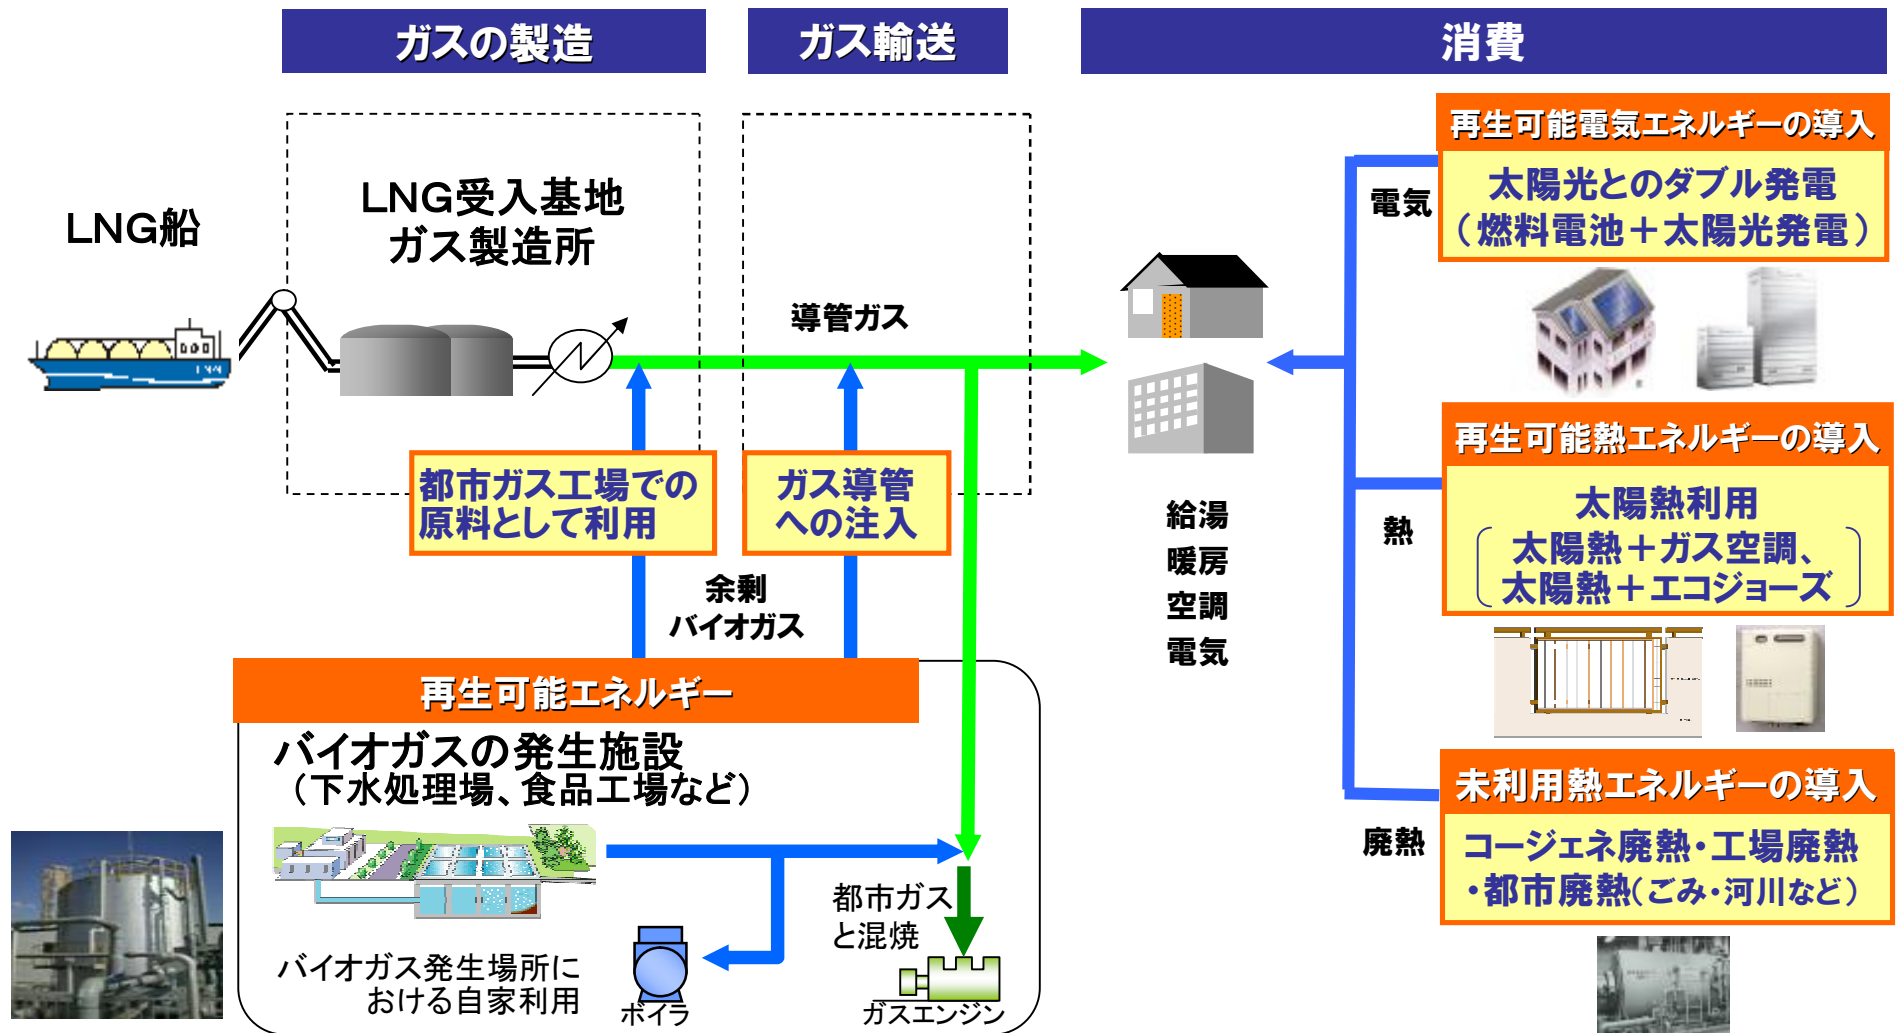 ガスの製造
ガス輸送
消費
LNG船
LNG受入基地
ガス製造所
導管ガス
都市ガス工場での
原料として利用
ガス導管
への注入
余剰
バイオガス
給湯
暖房
空調
電気
再生可能エネルギー
バイオガスの発生施設
（下水処理場、食品工場など）
バイオガス発生場所に
おける自家利用
ボイラ
都市ガス
と混焼
ガスエンジン
電気
再生可能電気エネルギーの導入
太陽光とのダブル発電
（燃料電池＋太陽光発電）
熱
再生可能熱エネルギーの導入
太陽熱利用
太陽熱＋ガス空調、
太陽熱＋エコジョーズ
廃熱
未利用熱エネルギーの導入
コージェネ廃熱・工場廃熱
・都市廃熱（ごみ・河川など）